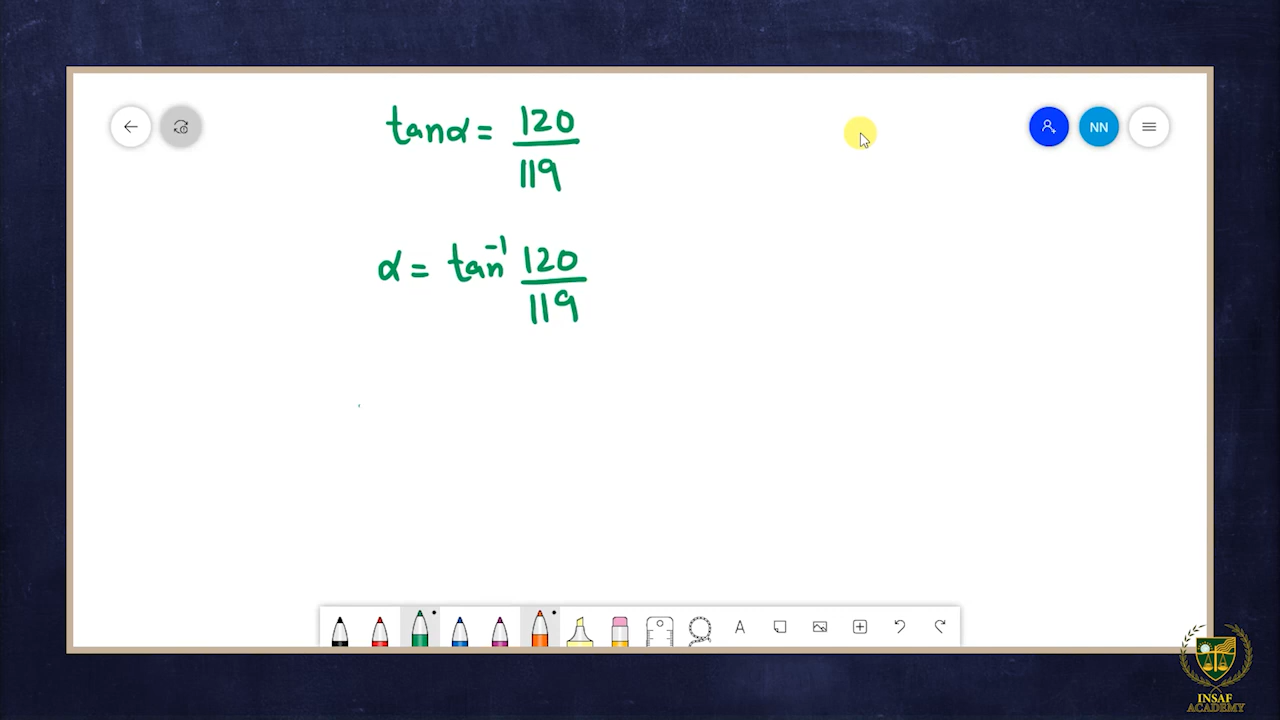 tanα = 120/119
NN
α = tan⁻¹ 120/119
A
INSAF
ACADEMY